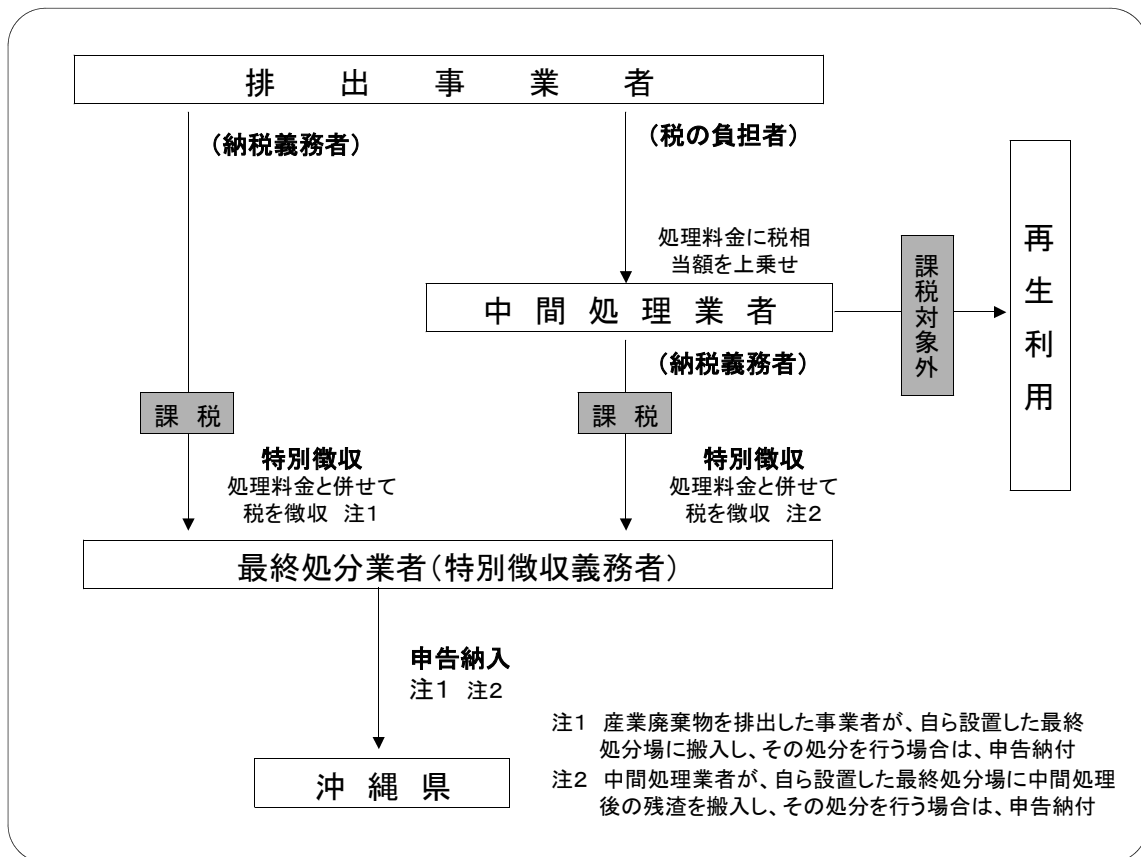 排出事業者
(納税義務者)
(税の負担者)
処理料金に税相
当額を上乗せ
中間処理業者
課税対象外
再生利用
(納税義務者)
課税
課税
特別徴収
処理料金と併せて
税を徴収 注1
特別徴収
処理料金と併せて
税を徴収 注2
最終処分業者(特別徴収義務者)
申告納入
注1 注2
沖縄県
注1 産業廃棄物を排出した事業者が、自ら設置した最終
処分場に搬入し、その処分を行う場合は、申告納付
注2 中間処理業者が、自ら設置した最終処分場に中間処理
後の残渣を搬入し、その処分を行う場合は、申告納付